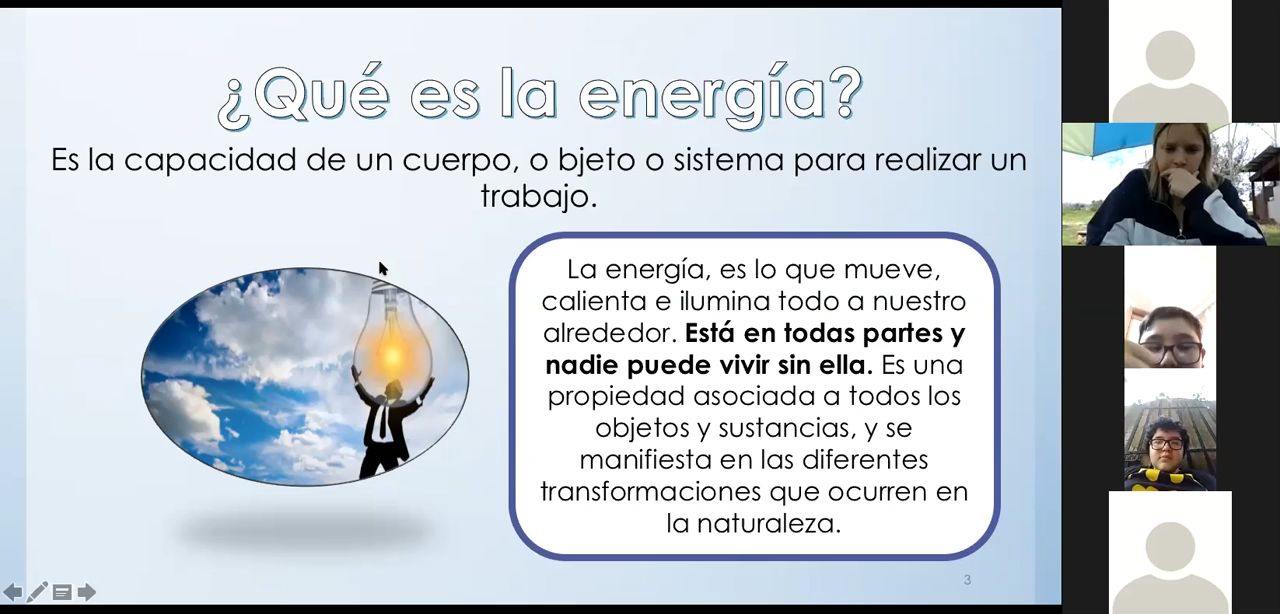 ¿Qué es la energía?
Es la capacidad de un cuerpo, o bjeto o sistema para realizar un
trabajo.
La energía, es lo que mueve,
calienta e ilumina todo a nuestro
alrededor. Está en todas partes y
nadie puede vivir sin ella. Es una
propiedad asociada a todos los
objetos y sustancias, y se
manifiesta en las diferentes
transformaciones que ocurren en
la naturaleza.
3